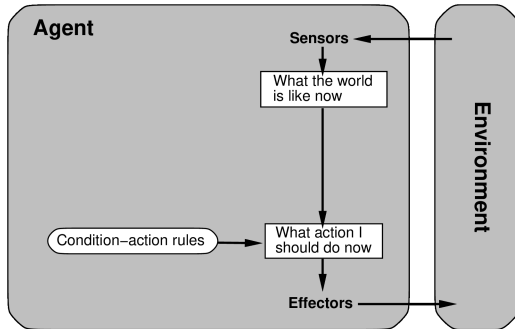 Agent
Sensors
What the world
is like now
Environment
Condition−action rules
What action I
should do now
Effectors